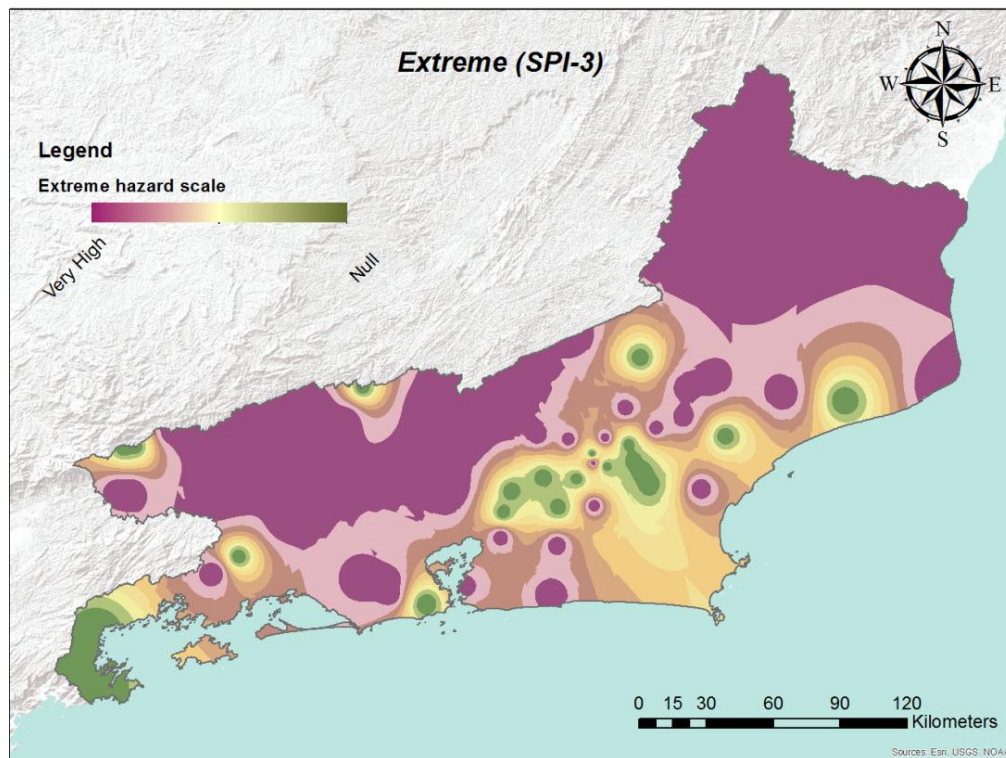 Extreme (SPI-3)
N
W
E
S
Legend
Extreme hazard scale
Very High
Null
0 15 30 60 90 120
Kilometers
Sources: Esri, USGS, NOAA